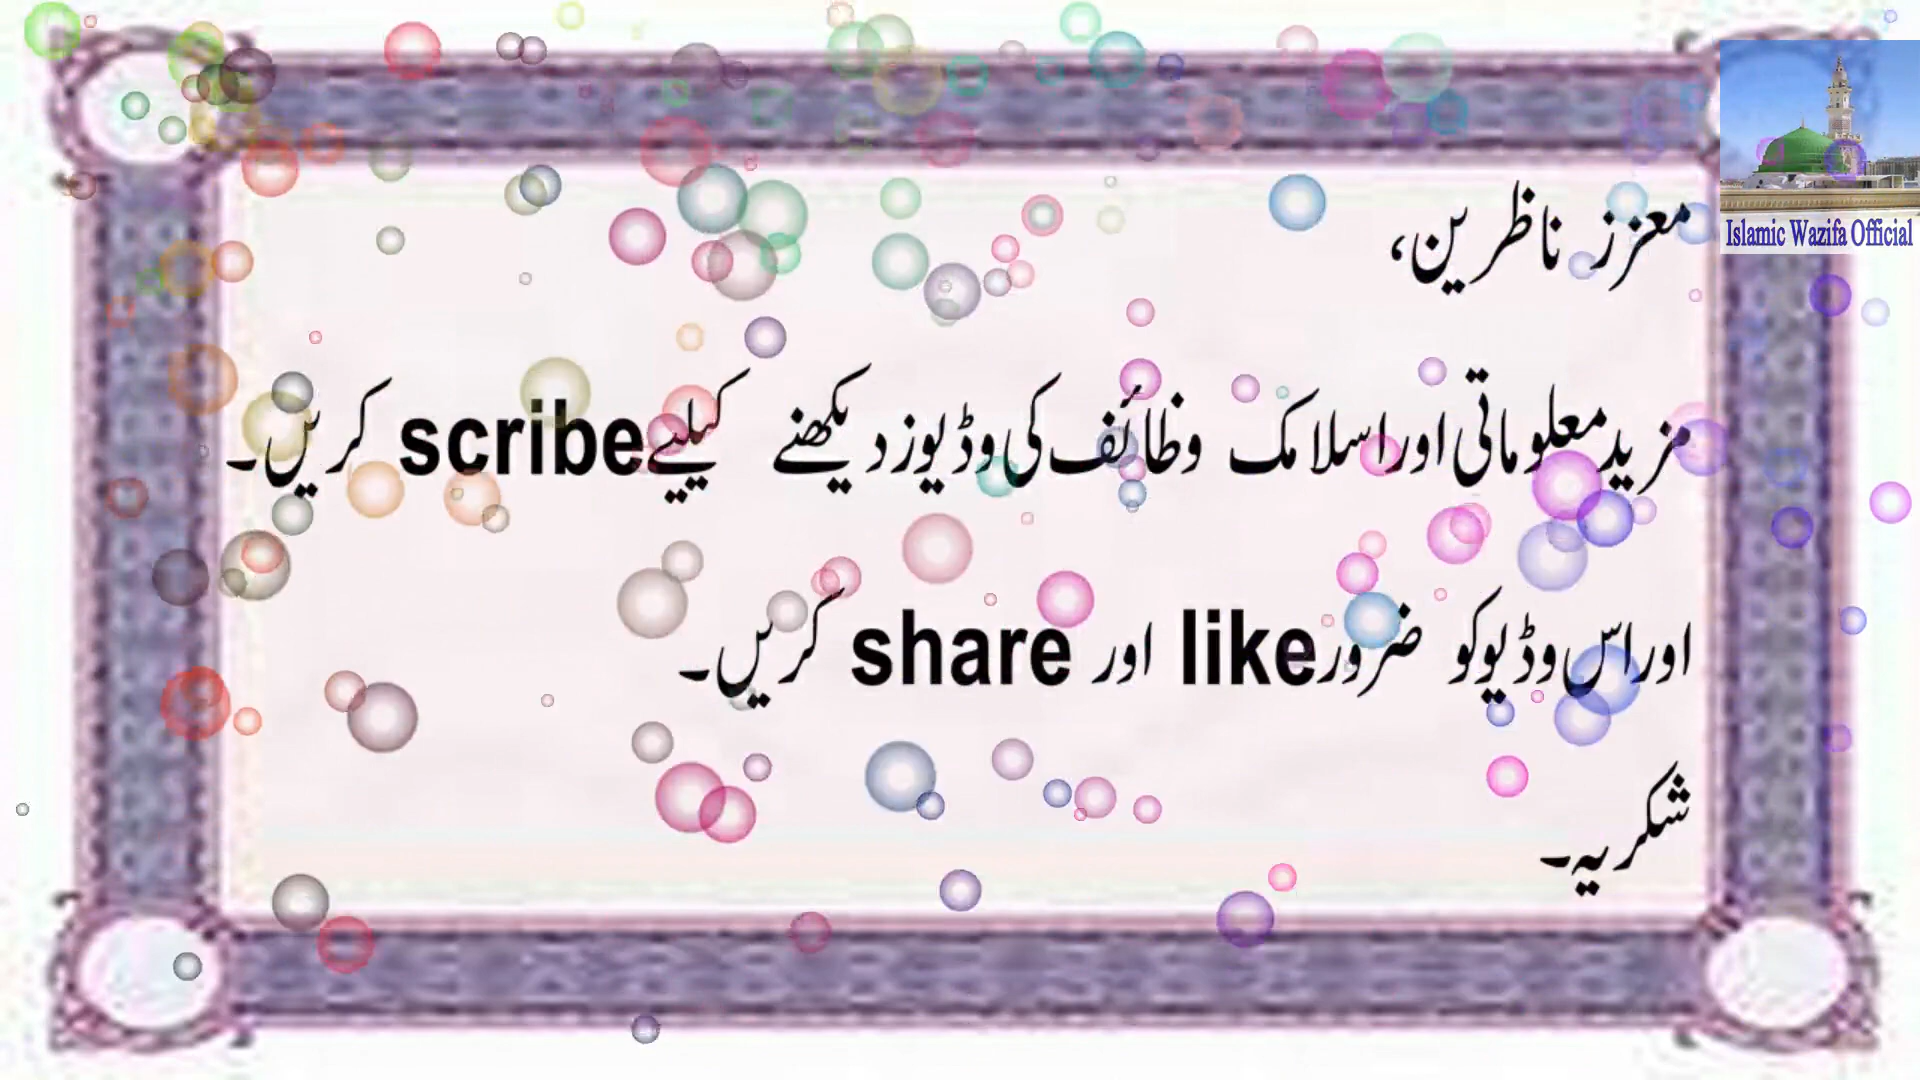 معزز ناظرین،
مزید معلوماتی اور اسلامک وظائف کی وڈیوز دیکھنے کیلیے scribe کریں۔
اور اس وڈیو کو ضرور like اور share کریں۔
شکریہ۔
Islamic Wazifa Official